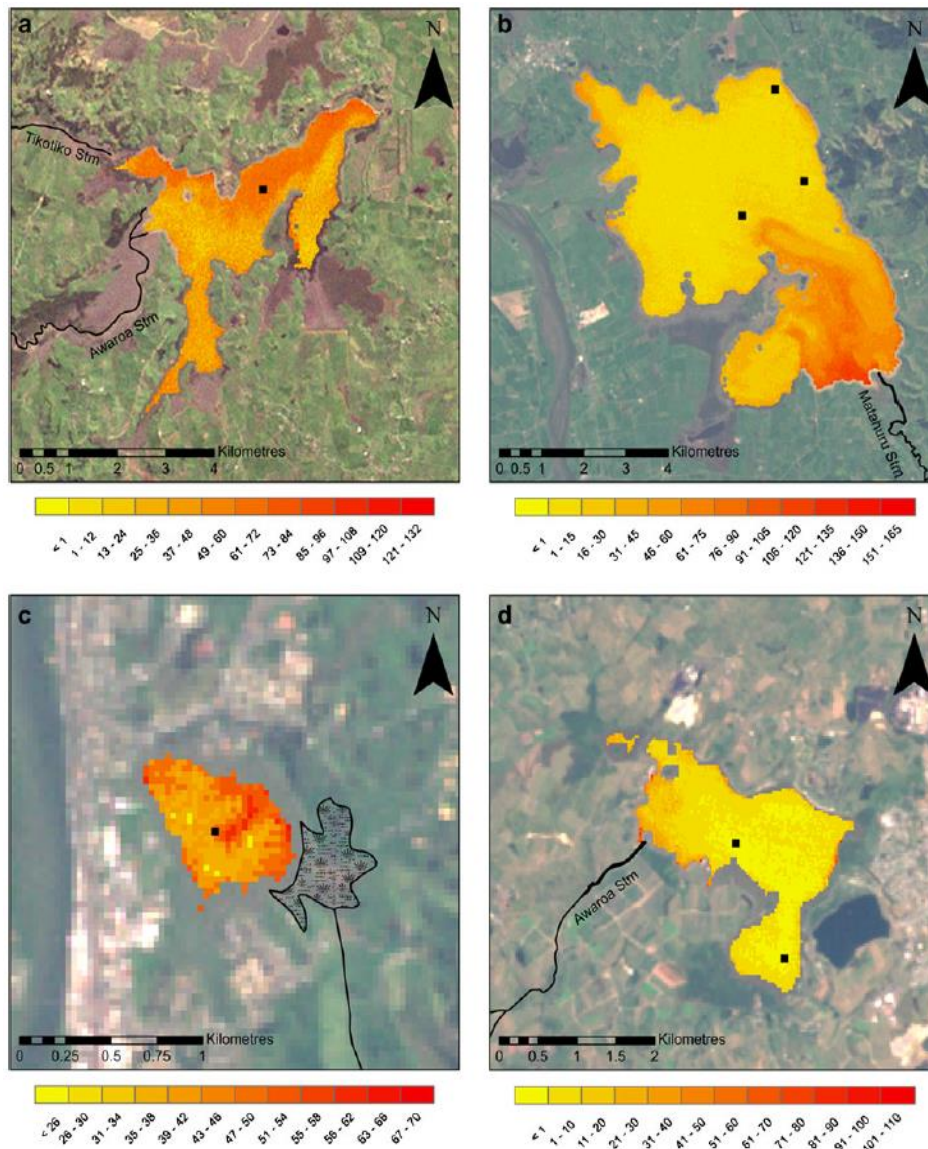 a
N
Tikotiko Stm
Awaroa Stm
Kilometres
0 0.5 1 2 3 4
< 1 1 - 12 13 - 24 25 - 36 37 - 48 49 - 60 61 - 72 73 - 84 85 - 96 97 - 108 109 - 120 121 - 132
b
N
Matahuru Stm
Kilometres
0 0.5 1 2 3 4
< 1 1 - 15 16 - 30 31 - 45 46 - 60 61 - 75 76 - 90 91 - 105 106 - 120 121 - 135 136 - 150 151 - 165
c
N
Kilometres
0 0.25 0.5 0.75 1
< 26 26 - 30 31 - 34 35 - 38 39 - 42 43 - 46 47 - 50 51 - 54 55 - 58 56 - 62 63 - 66 67 - 70
d
N
Awaroa Stm
Kilometres
0 0.5 1 1.5 2
< 1 1 - 10 11 - 20 21 - 30 31 - 40 41 - 50 51 - 60 61 - 70 71 - 80 81 - 90 91 - 100 101 - 110